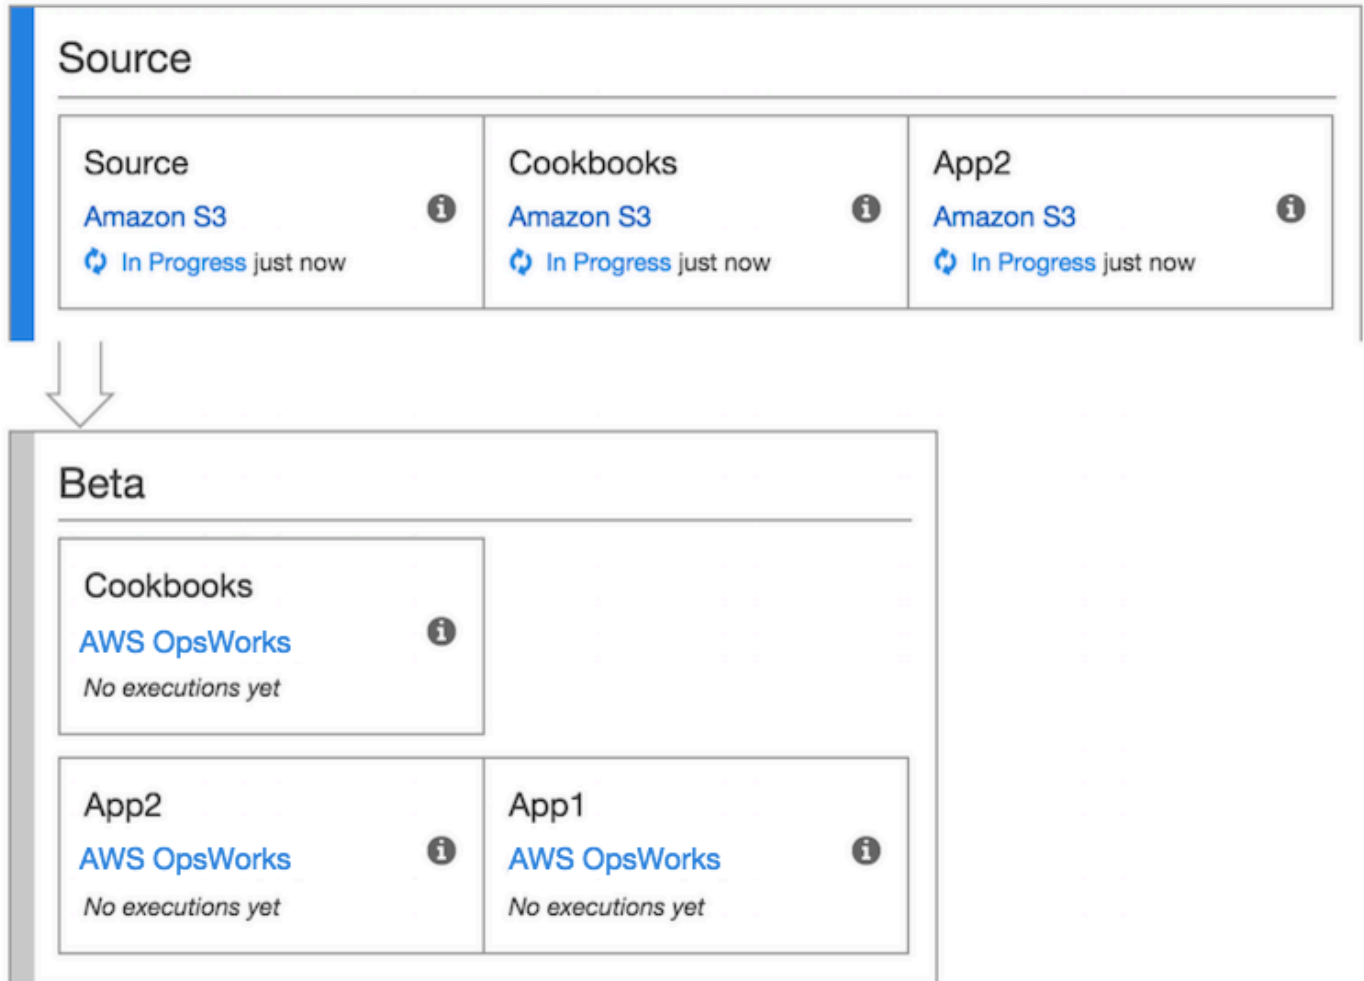 Source
Source
Amazon S3
In Progress just now
Cookbooks
Amazon S3
In Progress just now
App2
Amazon S3
In Progress just now
Beta
Cookbooks
AWS OpsWorks
No executions yet
App2
AWS OpsWorks
No executions yet
App1
AWS OpsWorks
No executions yet